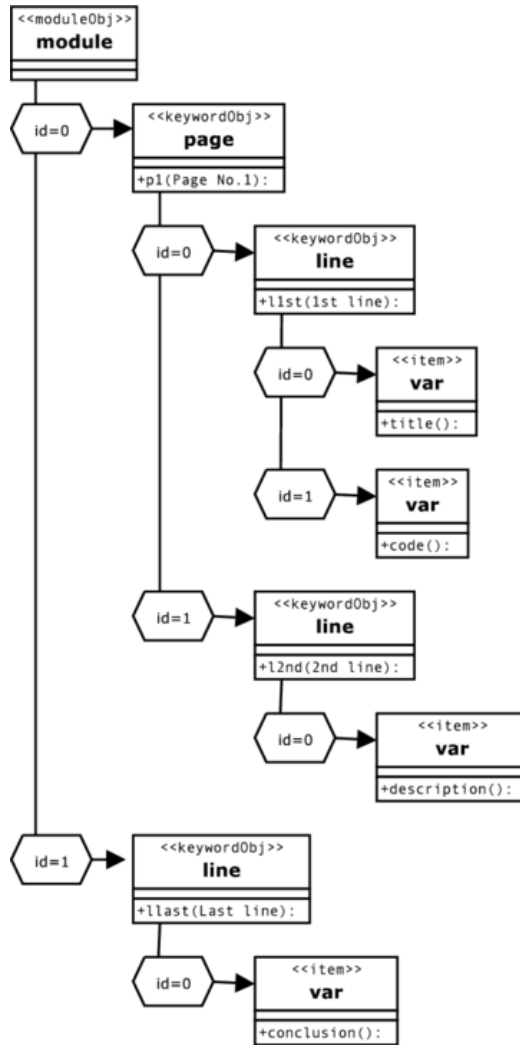 <<moduleObj>>
module
id=0
<<keywordObj>>
page
+p1(Page No.1):
id=0
<<keywordObj>>
line
+l1st(1st line):
id=0
<<item>>
var
+title():
id=1
<<item>>
var
+code():
id=1
<<keywordObj>>
line
+l2nd(2nd line):
id=0
<<item>>
var
+description():
id=1
<<keywordObj>>
line
+llast(Last line):
id=0
<<item>>
var
+conclusion():